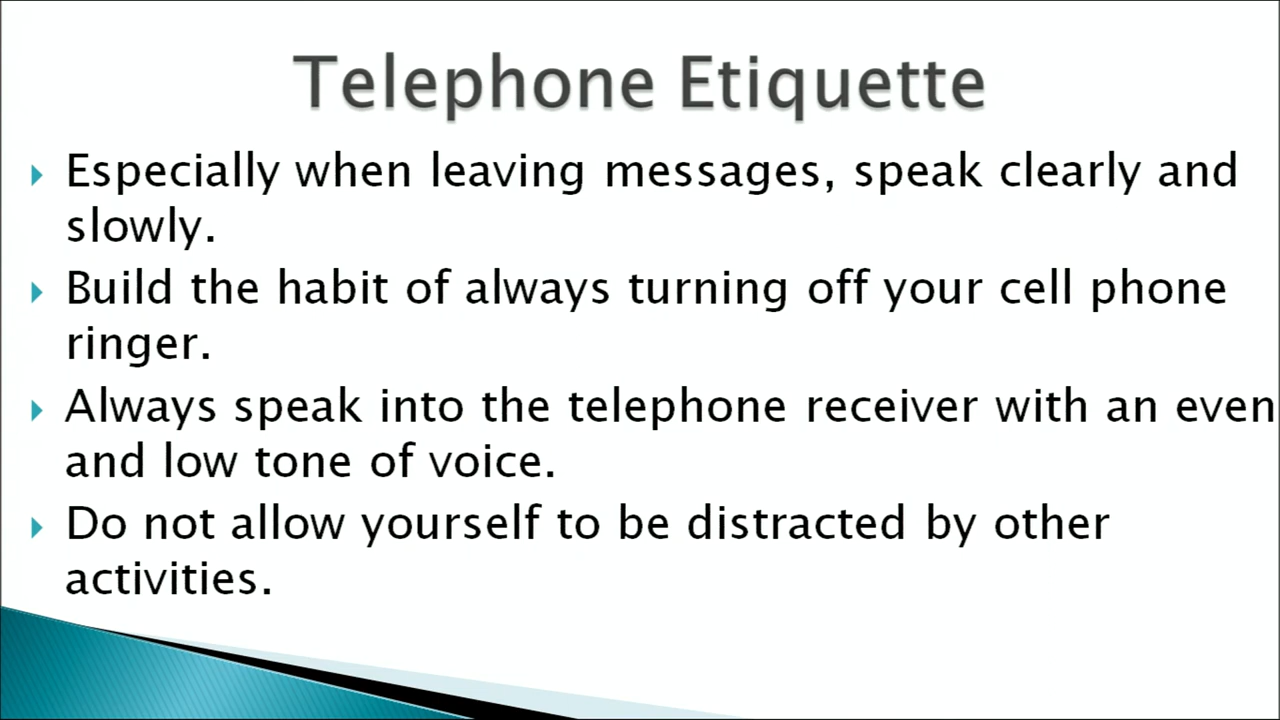 Telephone Etiquette
Especially when leaving messages, speak clearly and
slowly.
Build the habit of always turning off your cell phone
ringer.
Always speak into the telephone receiver with an even
and low tone of voice.
Do not allow yourself to be distracted by other
activities.